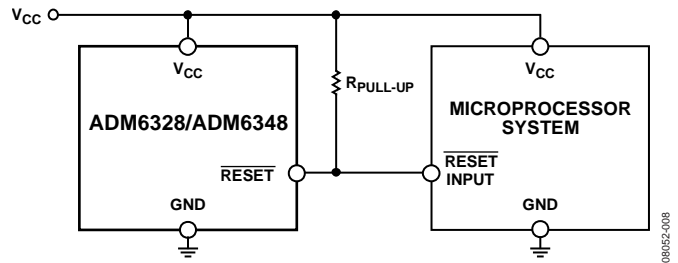 VCC
VCC
ADM6328/ADM6348
RESET
GND
RPULL-UP
VCC
MICROPROCESSOR
SYSTEM
RESET
INPUT
GND
08052-008